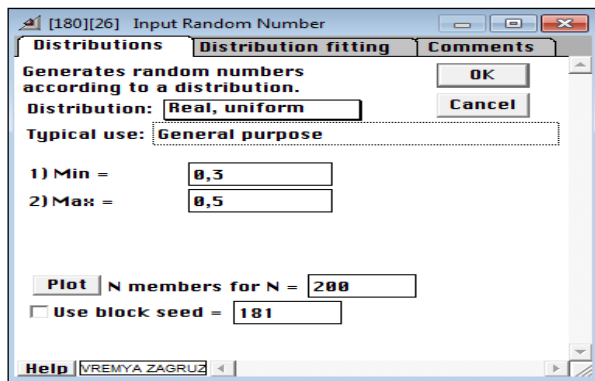 [180][26] Input Random Number
Distributions Distribution fitting Comments
Generates random numbers
according to a distribution.
OK
Distribution: Real, uniform
Cancel
Typical use: General purpose
1) Min = 0,3
2) Max = 0,5
Plot N members for N = 200
Use block seed = 181
Help VREMYA ZAGRUZ